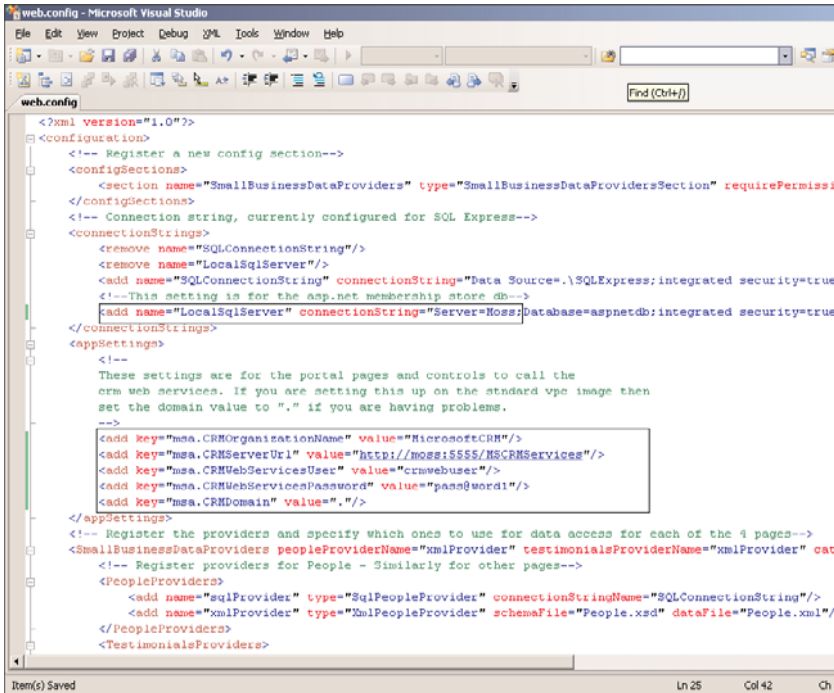 web.config - Microsoft Visual Studio
File Edit View Project Debug XML Tools Window Help
Find (Ctrl+/)
web.config
<?xml version="1.0"?>
<configuration>
<!-- Register a new config section-->
<configSections>
<section name="SmallBusinessDataProviders" type="SmallBusinessDataProvidersSection" requirePermissi
</configSections>
<!-- Connection string, currently configured for SQL Express-->
<connectionStrings>
<remove name="SQLConnectionString"/>
<remove name="LocalSqlServer"/>
<add name="SQLConnectionString" connectionString="Data Source=.\SQLExpress;integrated security=true
<!--This setting is for the asp.net membership store db-->
<add name="LocalSqlServer" connectionString="Server=Moss;Database=aspnetdb;integrated security=true
</connectionStrings>
<appSettings>
<!--
These settings are for the portal pages and controls to call the
crm web services. If you are setting this up on the stndard vpc image then
set the domain value to "." if you are having problems.
-->
<add key="msa.CRMOrganizationName" value="MicrosoftCRM"/>
<add key="msa.CRMServerUrl" value="http://moss:5555/MSCRMServices"/>
<add key="msa.CRMWebServicesUser" value="crmwebuser"/>
<add key="msa.CRMWebServicesPassword" value="pass@word1"/>
<add key="msa.CRMDomain" value="."/>
</appSettings>
<!-- Register the providers and specify which ones to use for data access for each of the 4 pages-->
<SmallBusinessDataProviders peopleProviderName="xmlProvider" testimonialsProviderName="xmlProvider" cat
<!-- Register providers for People - Similarly for other pages-->
<PeopleProviders>
<add name="sqlProvider" type="SqlPeopleProvider" connectionStringName="SQLConnectionString"/>
<add name="xmlProvider" type="XmlPeopleProvider" schemaFile="People.xsd" dataFile="People.xml"/
</PeopleProviders>
<TestimonialsProviders>
Item(s) Saved Ln 25 Col 42 Ch